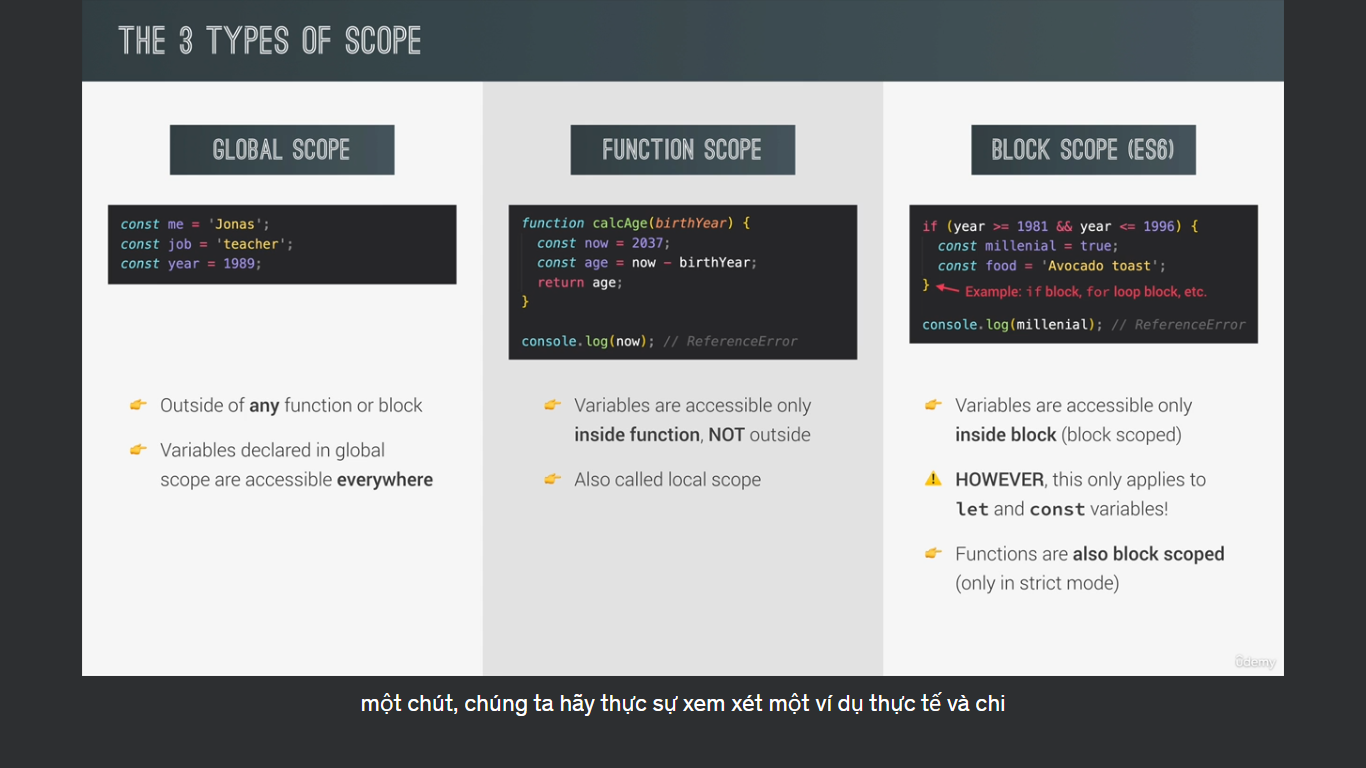 THE 3 TYPES OF SCOPE
GLOBAL SCOPE
const me = 'Jonas';
const job = 'teacher';
const year = 1989;
Outside of any function or block
Variables declared in global
scope are accessible everywhere
FUNCTION SCOPE
function calcAge(birthYear) {
const now = 2037;
const age = now − birthYear;
return age;
}
console.log(now); // ReferenceError
Variables are accessible only
inside function, NOT outside
Also called local scope
BLOCK SCOPE (ES6)
if (year >= 1981 && year <= 1996) {
const millenial = true;
const food = 'Avocado toast';
}
Example: if block, for loop block, etc.
console.log(millenial); // ReferenceError
Variables are accessible only
inside block (block scoped)
HOWEVER, this only applies to
let and const variables!
Functions are also block scoped
(only in strict mode)
Udemy
một chút, chúng ta hãy thực sự xem xét một ví dụ thực tế và chi